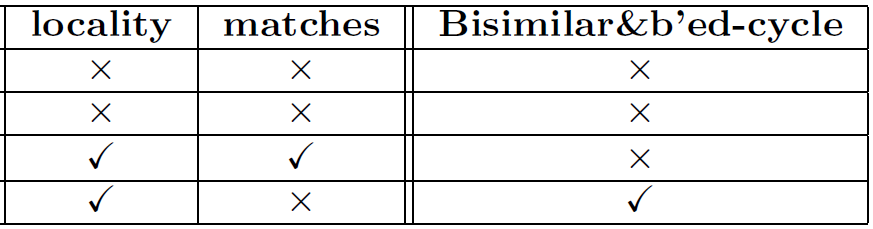 locality matches Bisimilar&b'ed-cycle
× × ×
× × ×
✓ ✓ ×
✓ × ✓